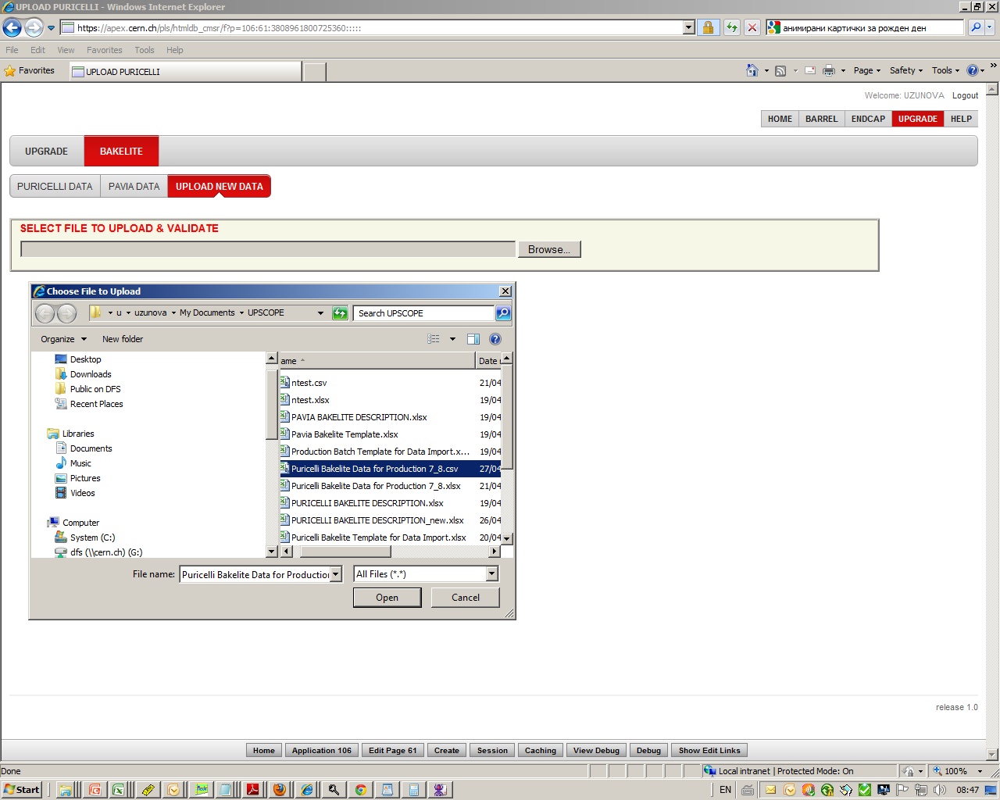 UPLOAD PURICELLI - Windows Internet Explorer
https://apex.cern.ch/pls/htmldb_cmsr/f?p=106:61:3808961800725360:::::
анимирани картички за рожден ден
File Edit View Favorites Tools Help
Favorites UPLOAD PURICELLI Page Safety Tools
Welcome: UZUNOVA Logout
HOME BARREL ENDCAP UPGRADE HELP
UPGRADE BAKELITE
PURICELLI DATA PAVIA DATA UPLOAD NEW DATA
SELECT FILE TO UPLOAD & VALIDATE
Browse...
Choose File to Upload
u uzunova My Documents UPSCOPE Search UPSCOPE
Organize New folder
Desktop
Downloads
Public on DFS
Recent Places
Libraries
Documents
Music
Pictures
Videos
Computer
System (C:)
dfs (\\cern.ch) (G:)
ame Date
ntest.csv 21/04
ntest.xlsx 19/04
PAVIA BAKELITE DESCRIPTION.xlsx 19/04
Pavia Bakelite Template.xlsx 19/04
Production Batch Template for Data Import.x... 19/04
Puricelli Bakelite Data for Production 7_8.csv 27/04
Puricelli Bakelite Data for Production 7_8.xlsx 21/04
PURICELLI BAKELITE DESCRIPTION.xlsx 19/04
PURICELLI BAKELITE DESCRIPTION_new.xlsx 26/04
Puricelli Bakelite Template for Data Import.xlsx 20/04
File name: Puricelli Bakelite Data for Production All Files (*.*)
Open Cancel
release 1.0
Home Application 106 Edit Page 61 Create Session Caching View Debug Debug Show Edit Links
Done Local intranet | Protected Mode: On 100%
Start EN 08:47